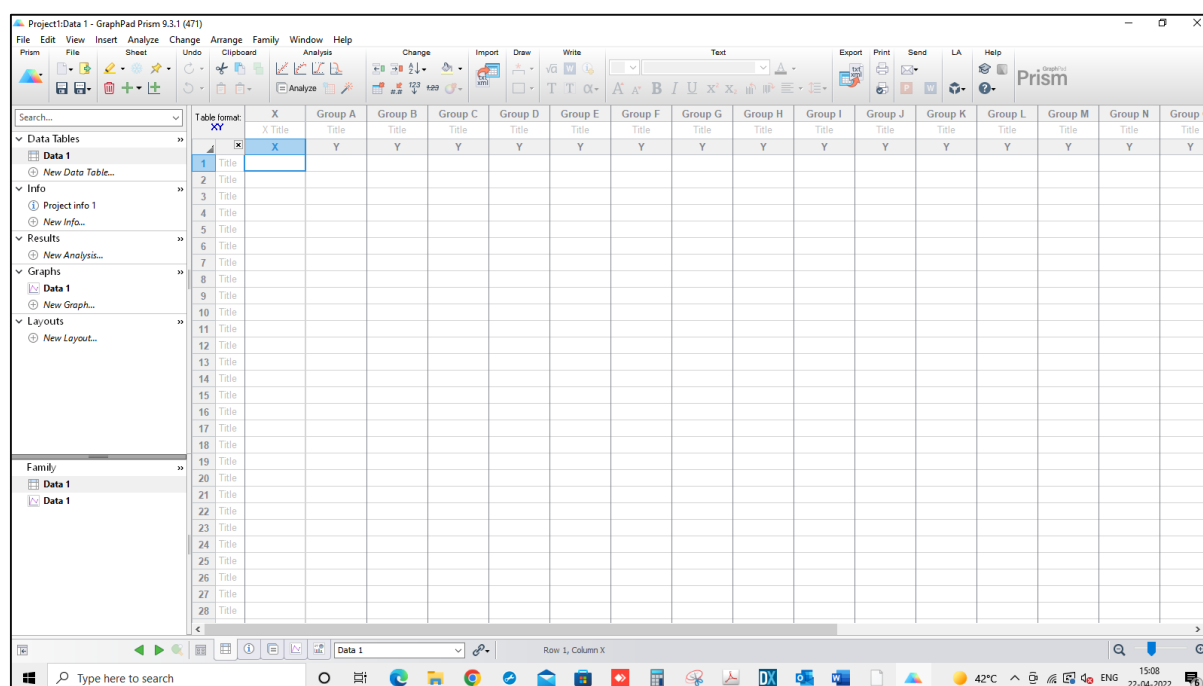 Project1:Data 1 - GraphPad Prism 9.3.1 (471)
File Edit View Insert Analyze Change Arrange Family Window Help
Prism File Sheet Undo Clipboard Analysis Change Import Draw Write Text Export Print Send LA Help
Analyze
GraphPad Prism
Search...
Data Tables
Data 1
New Data Table...
Info
Project info 1
New Info...
Results
New Analysis...
Graphs
Data 1
New Graph...
Layouts
New Layout...
Family
Data 1
Data 1
Table format: XY
X Group A Group B Group C Group D Group E Group F Group G Group H Group I Group J Group K Group L Group M Group N Group
X Title Title Title Title Title Title Title Title Title Title Title Title Title Title Title Title
X Y Y Y Y Y Y Y Y Y Y Y Y Y Y Y
1 Title
2 Title
3 Title
4 Title
5 Title
6 Title
7 Title
8 Title
9 Title
10 Title
11 Title
12 Title
13 Title
14 Title
15 Title
16 Title
17 Title
18 Title
19 Title
20 Title
21 Title
22 Title
23 Title
24 Title
25 Title
26 Title
27 Title
28 Title
Data 1 Row 1, Column X
Type here to search 42°C ENG 15:08
22-04-2022